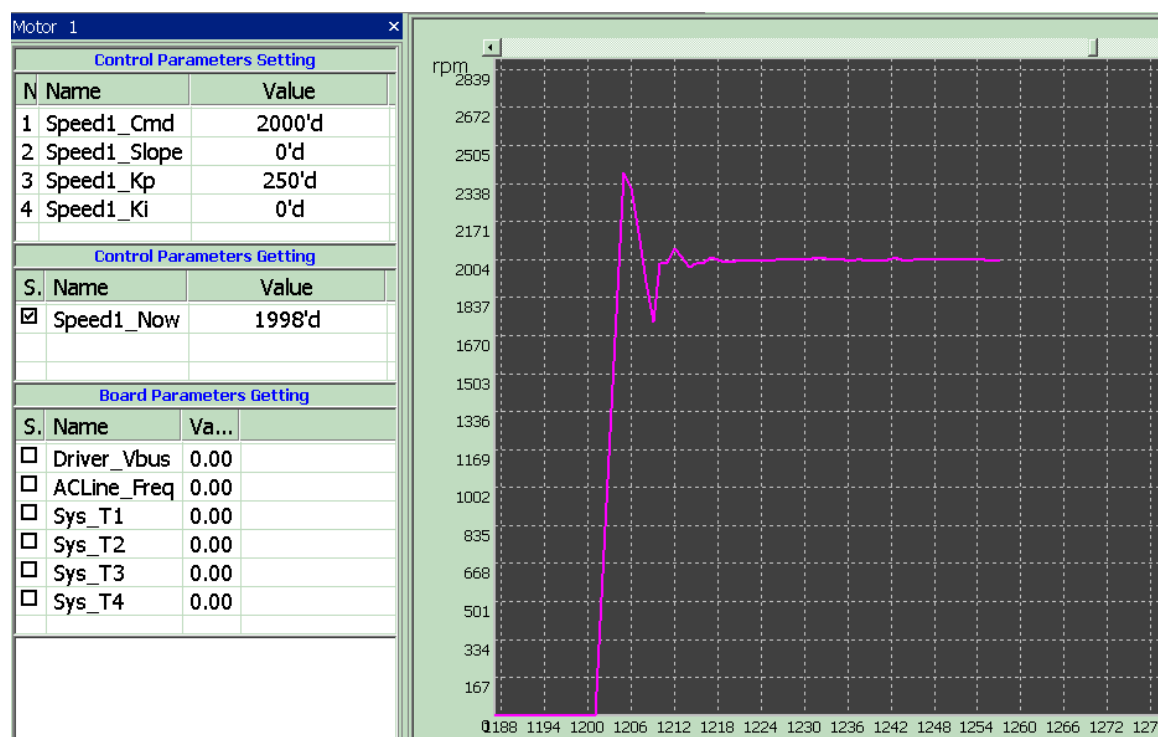 Motor 1 ×
Control Parameters Setting
N Name Value
1 Speed1_Cmd 2000'd
2 Speed1_Slope 0'd
3 Speed1_Kp 250'd
4 Speed1_Ki 0'd
Control Parameters Getting
S. Name Value
Speed1_Now 1998'd
Board Parameters Getting
S. Name Va...
Driver_Vbus 0.00
ACLine_Freq 0.00
Sys_T1 0.00
Sys_T2 0.00
Sys_T3 0.00
Sys_T4 0.00
rpm
2839
2672
2505
2338
2171
2004
1837
1670
1503
1336
1169
1002
835
668
501
334
167
0
1188 1194 1200 1206 1212 1218 1224 1230 1236 1242 1248 1254 1260 1266 1272 127